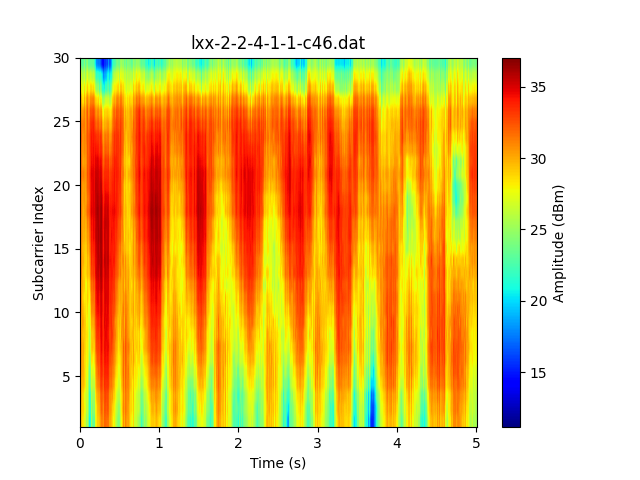 lxx-2-2-4-1-1-c46.dat
30
25
20
15
10
5
Subcarrier Index
0 1 2 3 4 5
Time (s)
35
30
25
20
15
Amplitude (dBm)